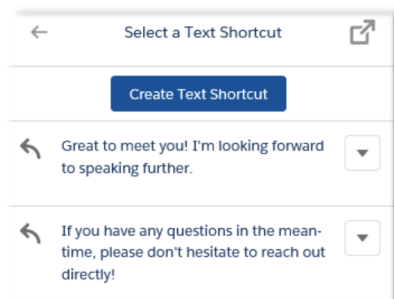 Select a Text Shortcut
Create Text Shortcut
Great to meet you! I'm looking forward
to speaking further.
If you have any questions in the mean-
time, please don't hesitate to reach out
directly!